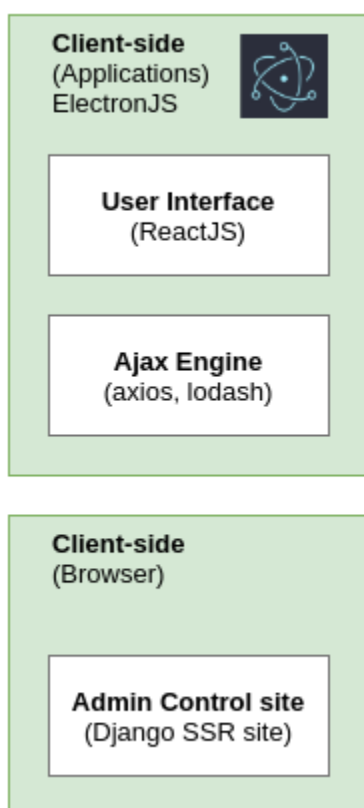 Client-side
(Applications)
ElectronJS
User Interface
(ReactJS)
Ajax Engine
(axios, lodash)
Client-side
(Browser)
Admin Control site
(Django SSR site)